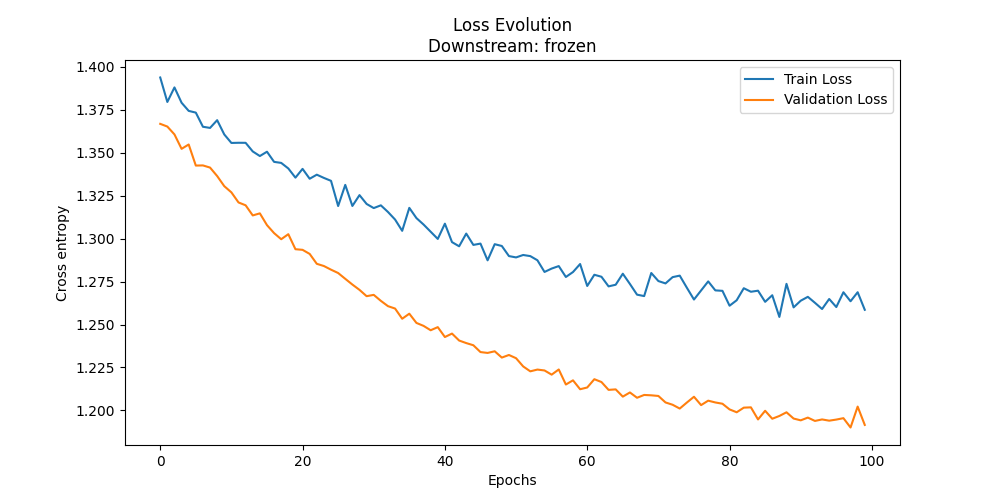 Loss Evolution
Downstream: frozen
Train Loss
Validation Loss
Cross entropy
1.400
1.375
1.350
1.325
1.300
1.275
1.250
1.225
1.200
0 20 40 60 80 100
Epochs